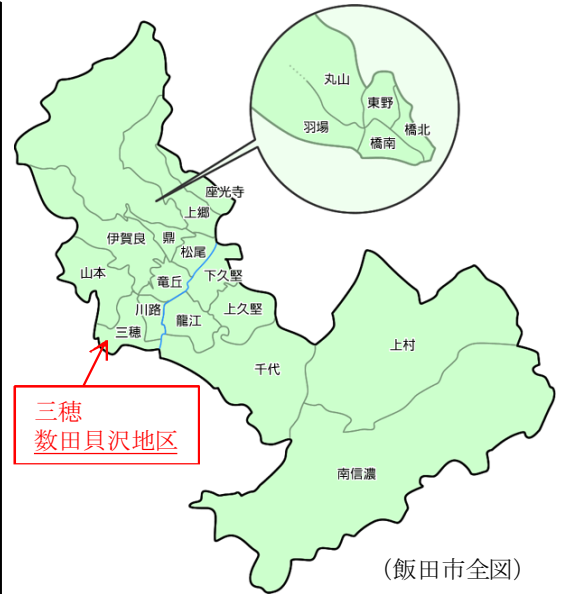 丸山
東野
羽場
橋北
橋南
座光寺
上郷
伊賀良
鼎
松尾
山本
下久堅
竜丘
川路
龍江
上久堅
三穂
上村
千代
三穂
数田貝沢地区
南信濃
（飯田市全図）